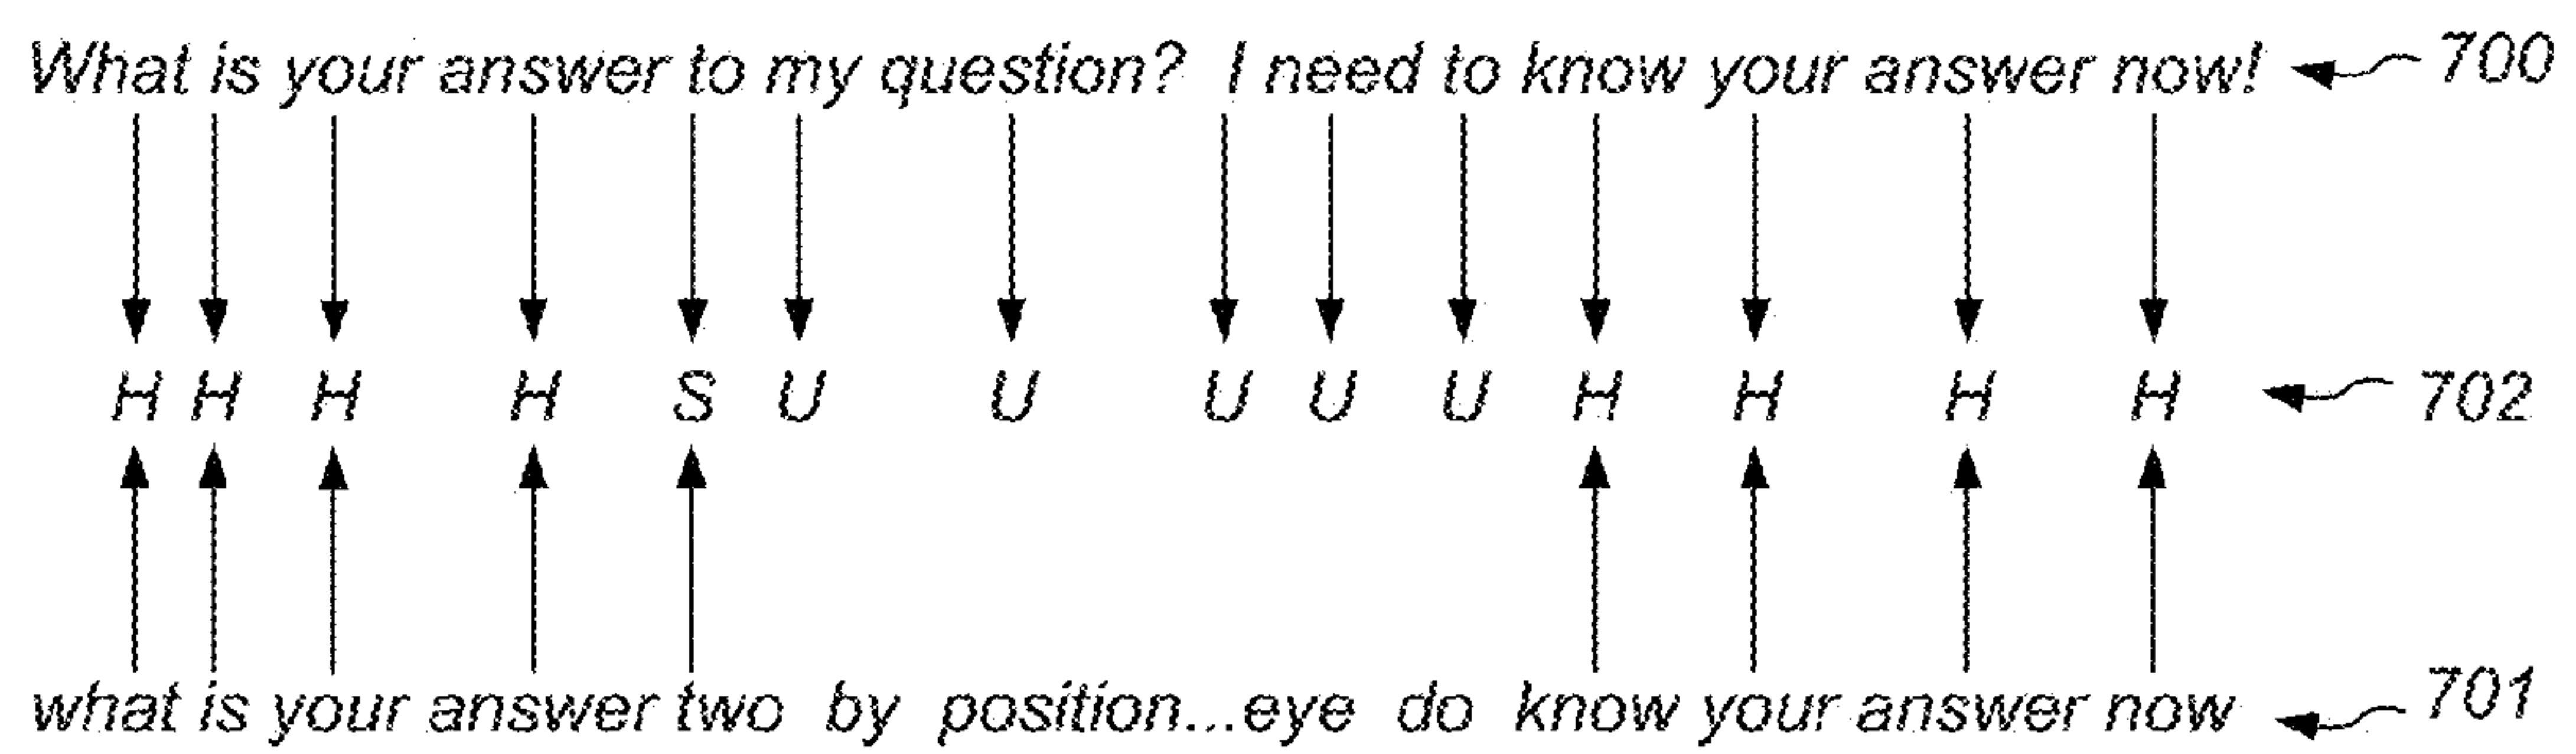 What is your answer to my question? I need to know your answer now! 700
H H H H S U U U U U H H H H 702
what is your answer two by position...eye do know your answer now 701